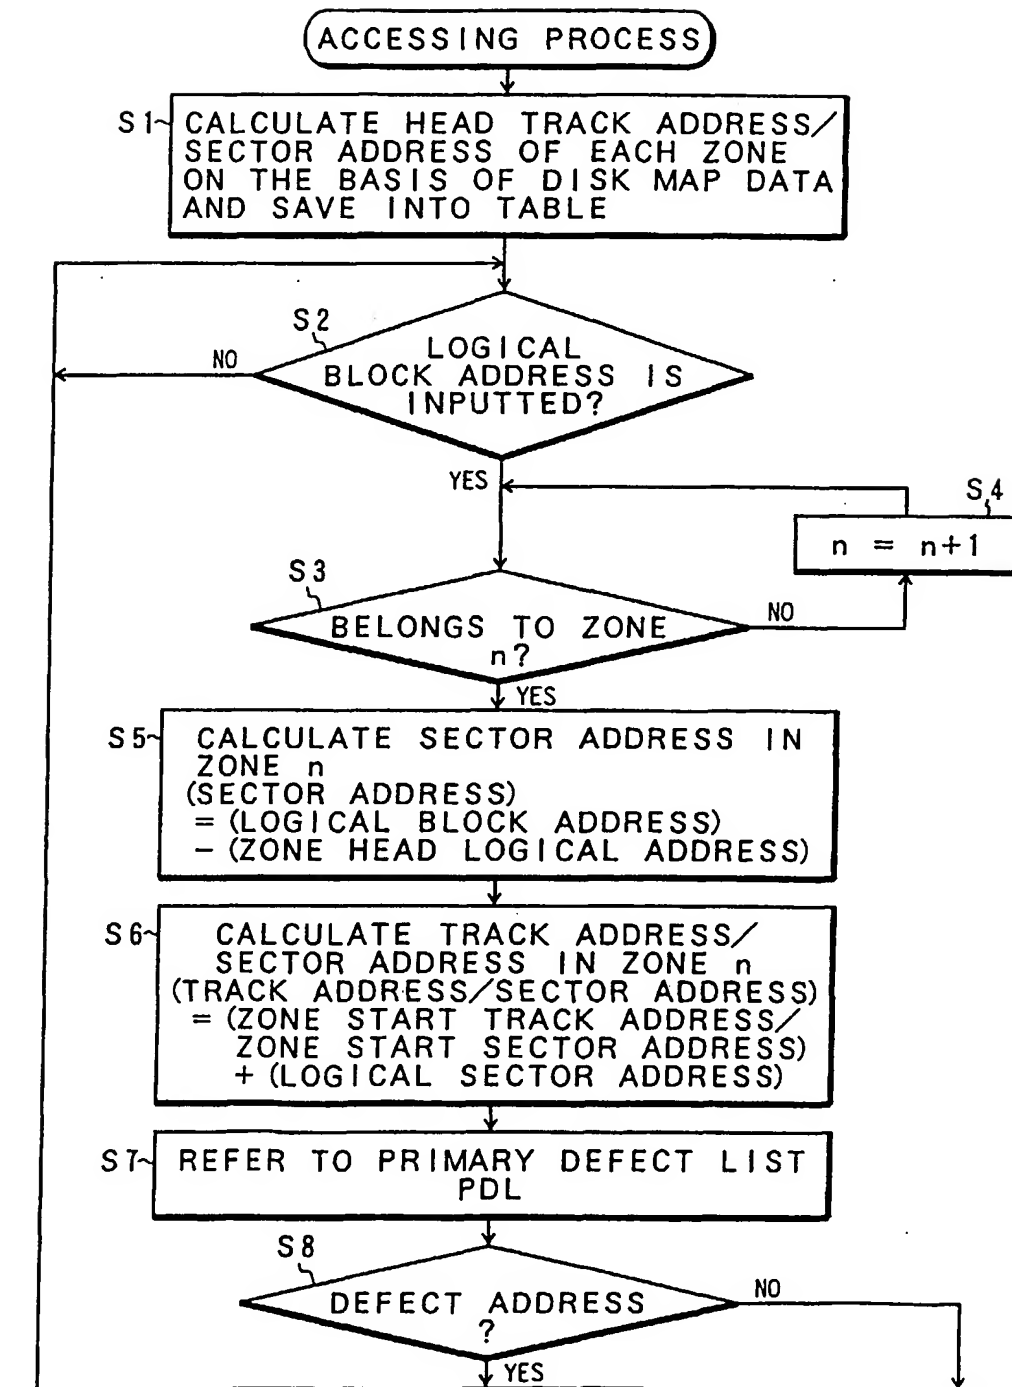 ACCESSING PROCESS
S1
CALCULATE HEAD TRACK ADDRESS/
SECTOR ADDRESS OF EACH ZONE
ON THE BASIS OF DISK MAP DATA
AND SAVE INTO TABLE
S2
NO
LOGICAL
BLOCK ADDRESS IS
INPUTTED?
YES
S4
n = n+1
S3
BELONGS TO ZONE
n?
NO
YES
S5
CALCULATE SECTOR ADDRESS IN
ZONE n
(SECTOR ADDRESS)
= (LOGICAL BLOCK ADDRESS)
- (ZONE HEAD LOGICAL ADDRESS)
S6
CALCULATE TRACK ADDRESS/
SECTOR ADDRESS IN ZONE n
(TRACK ADDRESS/SECTOR ADDRESS)
= (ZONE START TRACK ADDRESS/
ZONE START SECTOR ADDRESS)
+ (LOGICAL SECTOR ADDRESS)
S7
REFER TO PRIMARY DEFECT LIST
PDL
S8
DEFECT ADDRESS
?
NO
YES